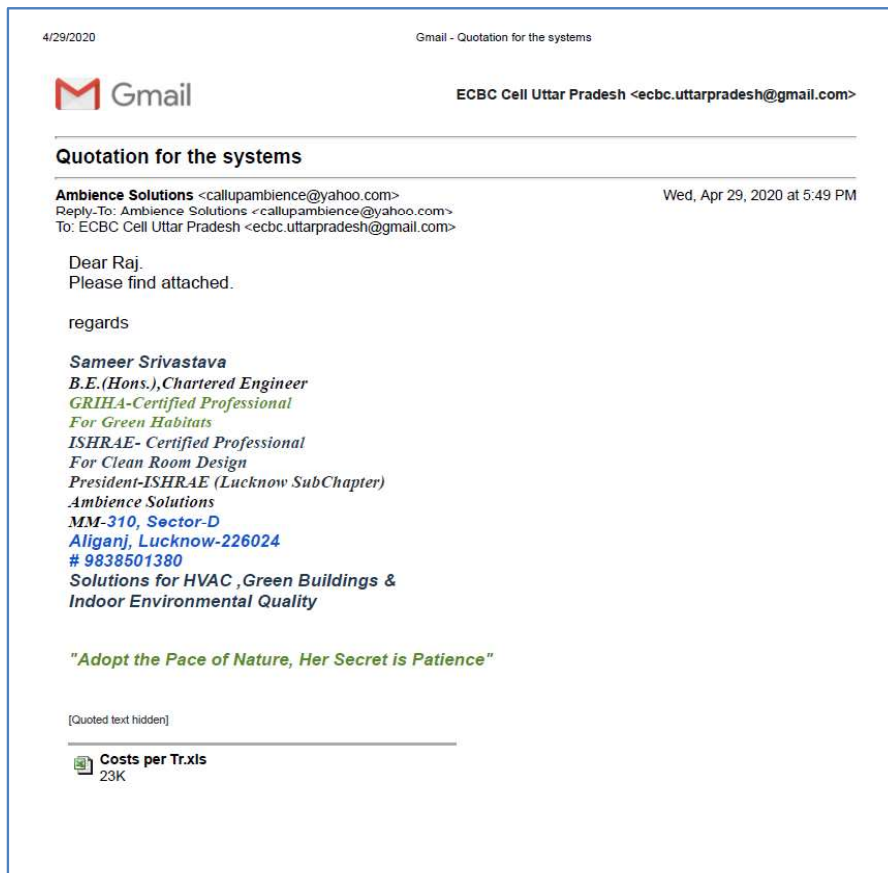 4/29/2020 Gmail - Quotation for the systems
Gmail ECBC Cell Uttar Pradesh <ecbc.uttarpradesh@gmail.com>
Quotation for the systems
Ambience Solutions <callupambience@yahoo.com> Wed, Apr 29, 2020 at 5:49 PM
Reply-To: Ambience Solutions <callupambience@yahoo.com>
To: ECBC Cell Uttar Pradesh <ecbc.uttarpradesh@gmail.com>
Dear Raj.
Please find attached.
regards
Sameer Srivastava
B.E.(Hons.),Chartered Engineer
GRIHA-Certified Professional
For Green Habitats
ISHRAE- Certified Professional
For Clean Room Design
President-ISHRAE (Lucknow SubChapter)
Ambience Solutions
MM-310, Sector-D
Aliganj, Lucknow-226024
# 9838501380
Solutions for HVAC ,Green Buildings &
Indoor Environmental Quality
"Adopt the Pace of Nature, Her Secret is Patience"
[Quoted text hidden]
Costs per Tr.xls
23K